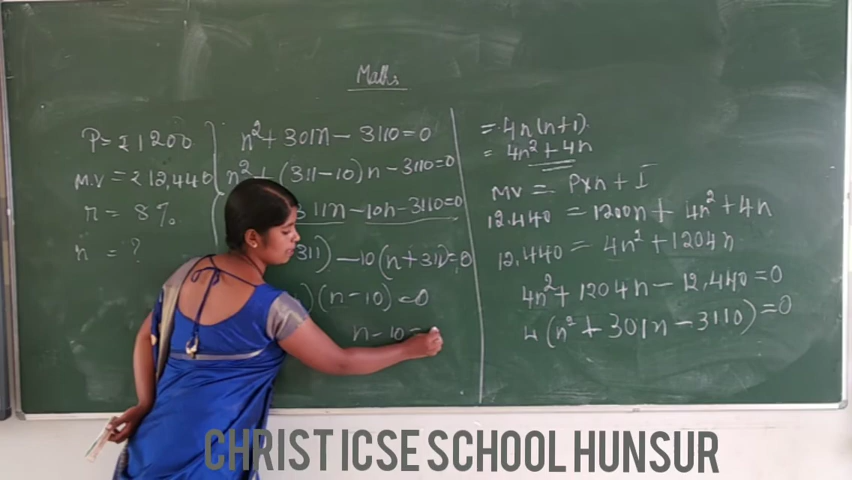 Maths
P = ₹ 1200
M.V = ₹ 12,440
r = 8%
n = ?
n² + 301n - 3110 = 0
n² + (311-10)n - 3110 = 0
311n - 10n - 3110 = 0
311) - 10(n + 311) = 0
)(n - 10) = 0
n - 10 =
= 4n(n+1)
= 4n² + 4n
MV = P×n + I
12,440 = 1200n + 4n² + 4n
12,440 = 4n² + 1204n
4n² + 1204n - 12,440 = 0
4(n² + 301n - 3110) = 0
CHRIST ICSE SCHOOL HUNSUR